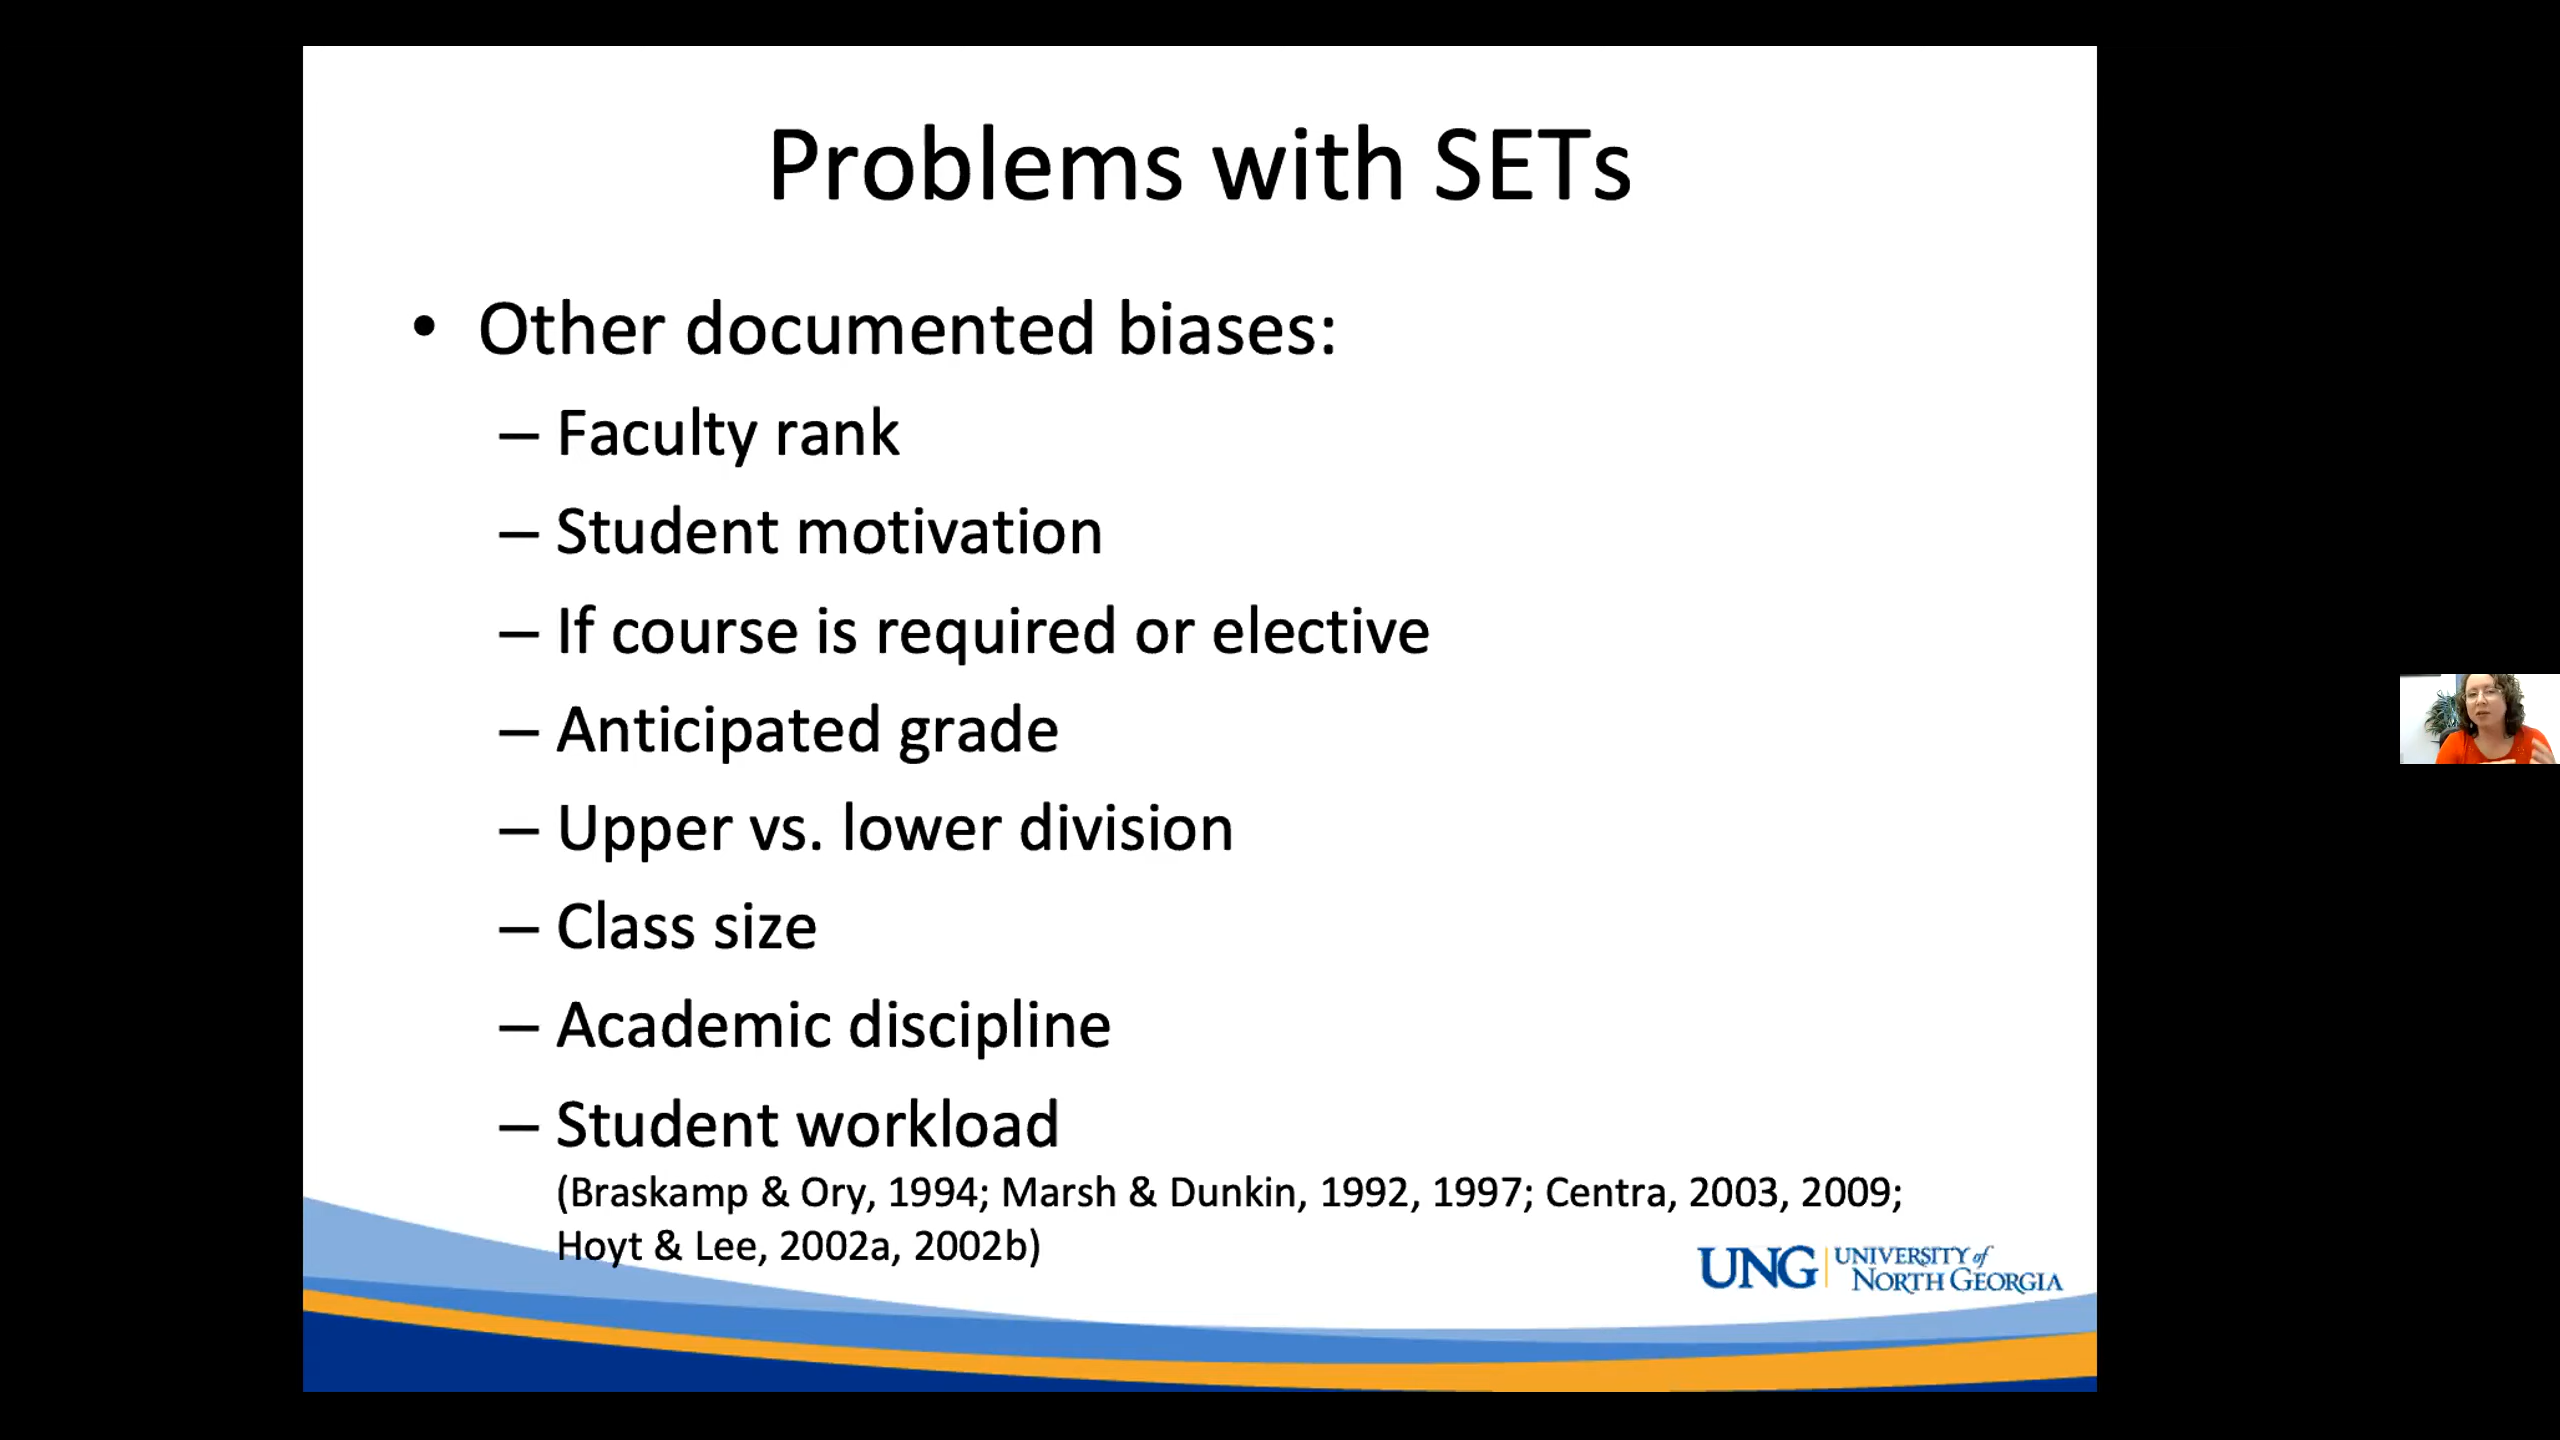 Problems with SETs
• Other documented biases:
– Faculty rank
– Student motivation
– If course is required or elective
– Anticipated grade
– Upper vs. lower division
– Class size
– Academic discipline
– Student workload
(Braskamp & Ory, 1994; Marsh & Dunkin, 1992, 1997; Centra, 2003, 2009;
Hoyt & Lee, 2002a, 2002b)
UNG UNIVERSITY of
NORTH GEORGIA